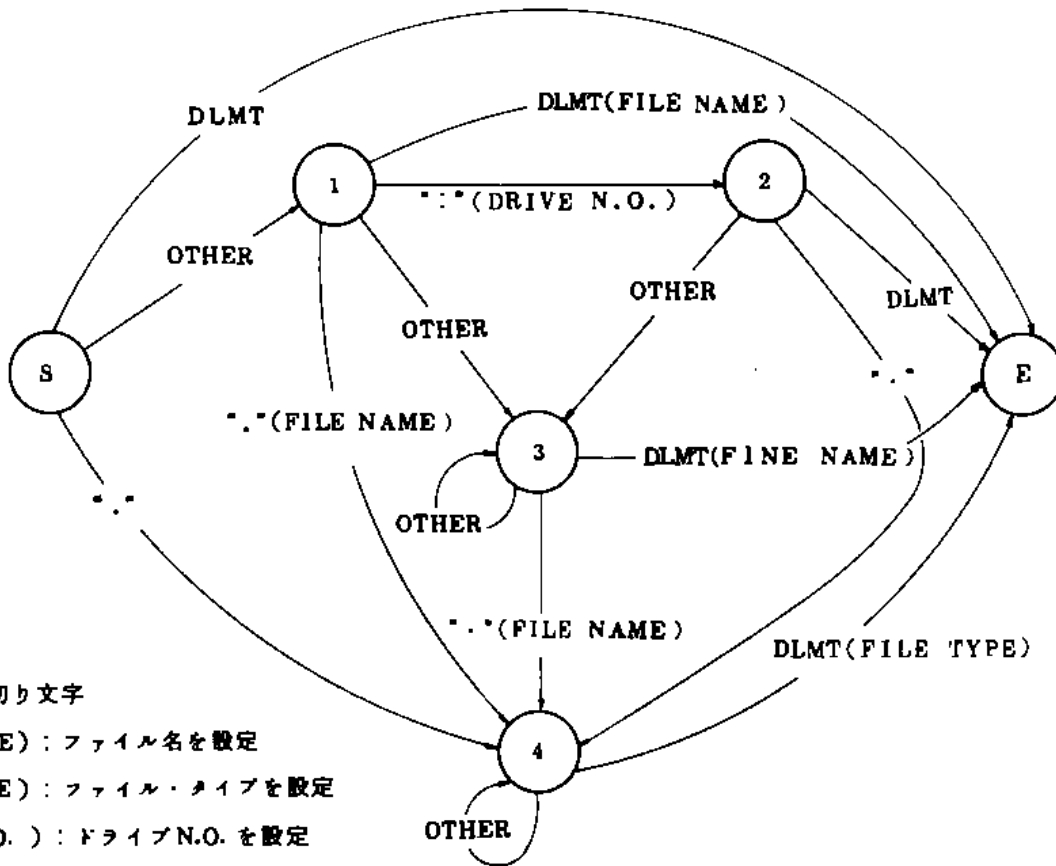 DLMT
DLMT(FILE NAME)
1
2
":"(DRIVE N.O.)
OTHER
OTHER
OTHER
DLMT
S
E
"."
"."(FILE NAME)
3
DLMT(FINE NAME)
OTHER
"."
"."(FILE NAME)
DLMT(FILE TYPE)
切り文字
E):ファイル名を設定
4
E):ファイル・タイプを設定
O. ):ドライブN.O. を設定
OTHER